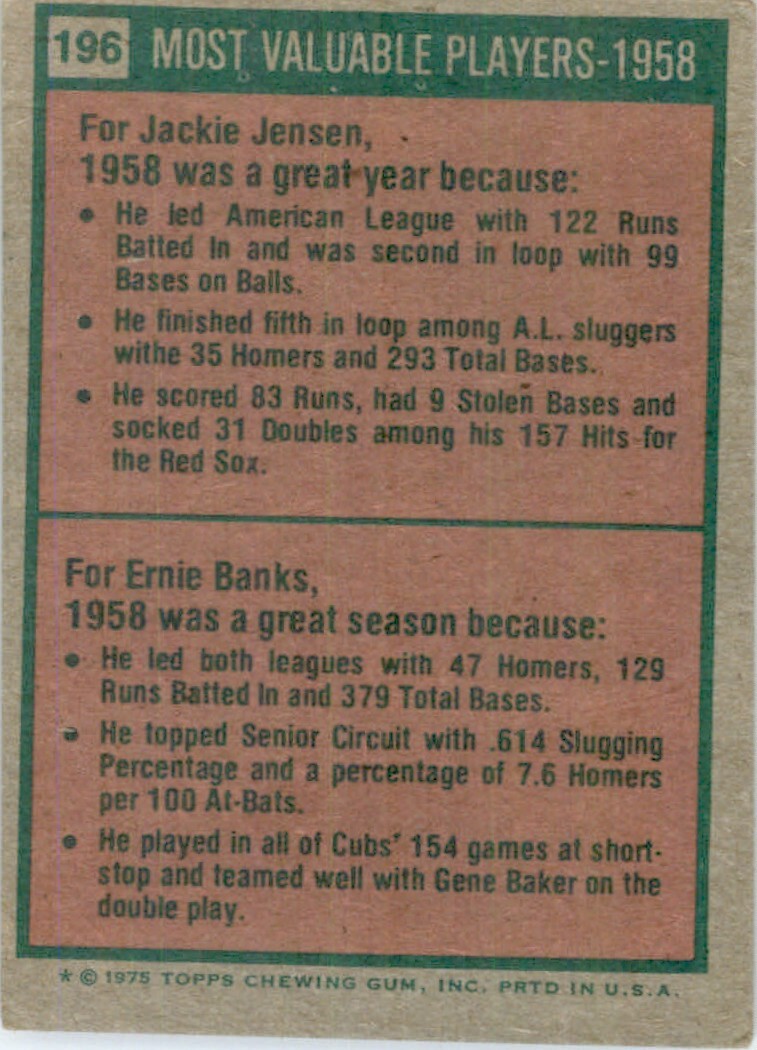 196 MOST VALUABLE PLAYERS-1958
For Jackie Jensen,
1958 was a great year because:
• He led American League with 122 Runs
Batted In and was second in loop with 99
Bases on Balls.
• He finished fifth in loop among A.L. sluggers
withe 35 Homers and 293 Total Bases.
• He scored 83 Runs, had 9 Stolen Bases and
socked 31 Doubles among his 157 Hits for
the Red Sox.
For Ernie Banks,
1958 was a great season because:
• He led both leagues with 47 Homers, 129
Runs Batted In and 379 Total Bases.
• He topped Senior Circuit with .614 Slugging
Percentage and a percentage of 7.6 Homers
per 100 At-Bats.
• He played in all of Cubs' 154 games at short-
stop and teamed well with Gene Baker on the
double play.
* © 1975 TOPPS CHEWING GUM, INC. PRTD IN U.S.A.